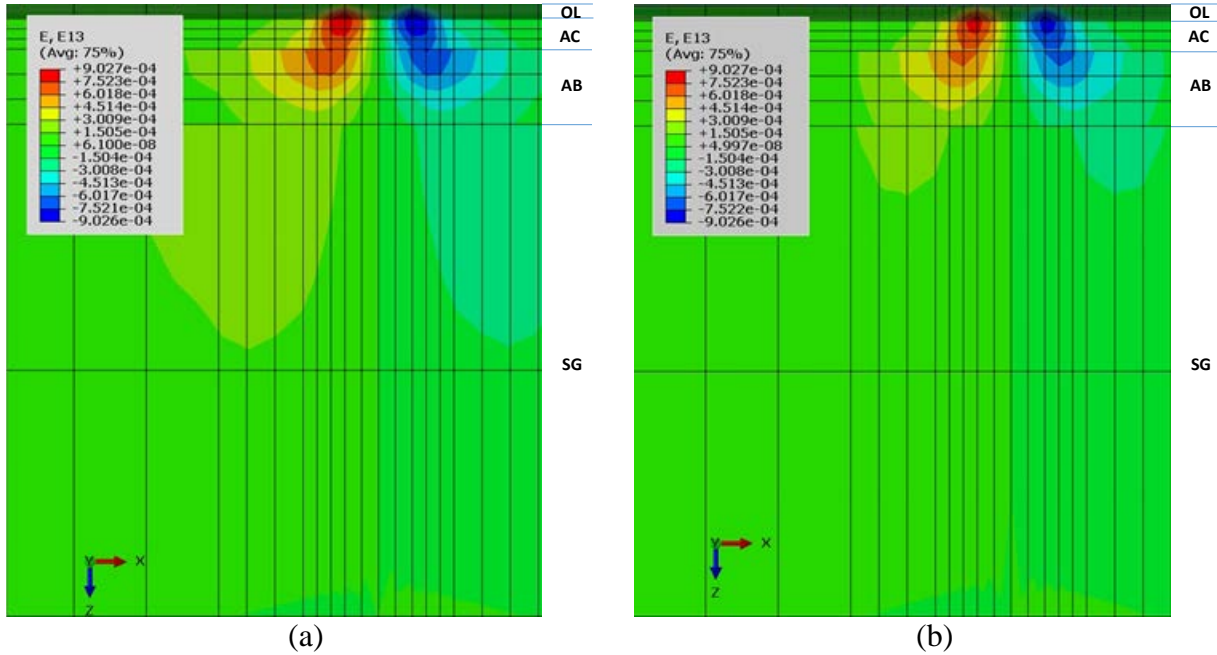 E, E13
(Avg: 75%)
+9.027e-04
+7.523e-04
+6.018e-04
+4.514e-04
+3.009e-04
+1.505e-04
+6.100e-08
-1.504e-04
-3.008e-04
-4.513e-04
-6.017e-04
-7.521e-04
-9.026e-04
OL
AC
AB
SG
Y
X
Z
(a)
E, E13
(Avg: 75%)
+9.027e-04
+7.523e-04
+6.018e-04
+4.514e-04
+3.009e-04
+1.505e-04
+4.997e-08
-1.504e-04
-3.008e-04
-4.513e-04
-6.017e-04
-7.522e-04
-9.026e-04
OL
AC
AB
SG
Y
X
Z
(b)